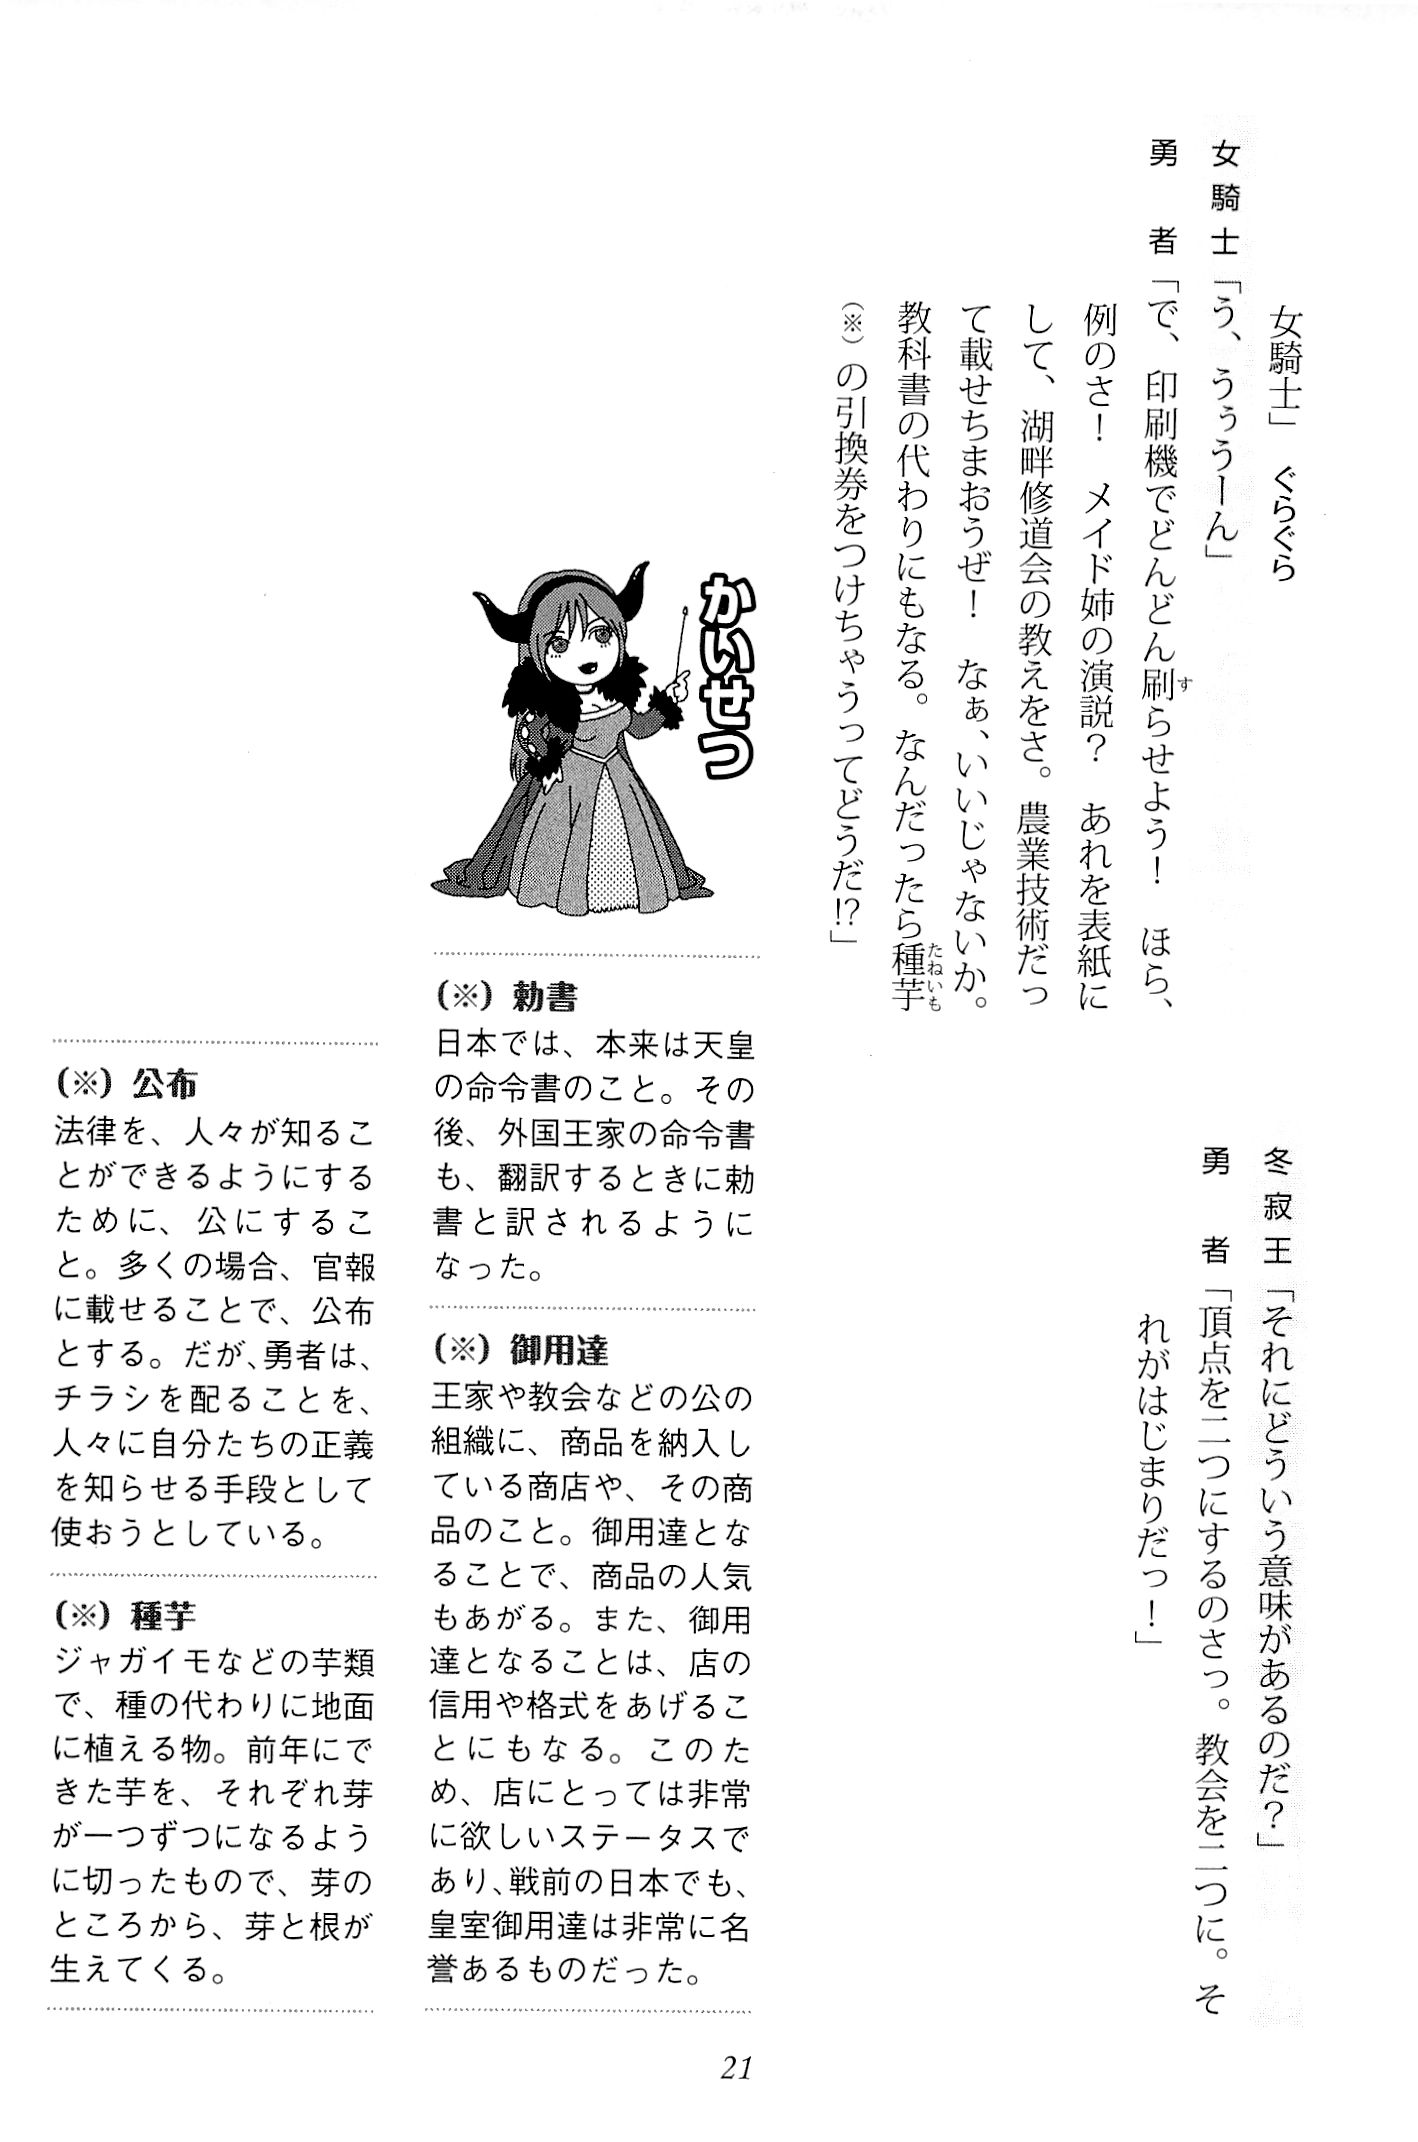 女騎士」　ぐらぐら
女騎士「う、うぅうーん」
勇　者「で、印刷機でどんどん刷らせよう！　ほら、
例のさ！　メイド姉の演説？　あれを表紙に
して、湖畔修道会の教えをさ。農業技術だっ
て載せちまおうぜ！　なぁ、いいじゃないか。
教科書の代わりにもなる。なんだったら種芋
（※）の引換券をつけちゃうってどうだ!?」
す
たねいも
冬寂王「それにどういう意味があるのだ？」
勇　者「頂点を二つにするのさっ。教会を二つに。そ
れがはじまりだっ！」
かいせつ
（※）勅書
日本では、本来は天皇
の命令書のこと。その
後、外国王家の命令書
も、翻訳するときに勅
書と訳されるように
なった。
（※）御用達
王家や教会などの公の
組織に、商品を納入し
ている商店や、その商
品のこと。御用達とな
ることで、商品の人気
もあがる。また、御用
達となることは、店の
信用や格式をあげるこ
とにもなる。このた
め、店にとっては非常
に欲しいステータスで
あり、戦前の日本でも、
皇室御用達は非常に名
誉あるものだった。
（※）公布
法律を、人々が知るこ
とができるようにする
ために、公にするこ
と。多くの場合、官報
に載せることで、公布
とする。だが、勇者は、
チラシを配ることを、
人々に自分たちの正義
を知らせる手段として
使おうとしている。
（※）種芋
ジャガイモなどの芋類
で、種の代わりに地面
に植える物。前年にで
きた芋を、それぞれ芽
が一つずつになるよう
に切ったもので、芽の
ところから、芽と根が
生えてくる。
21